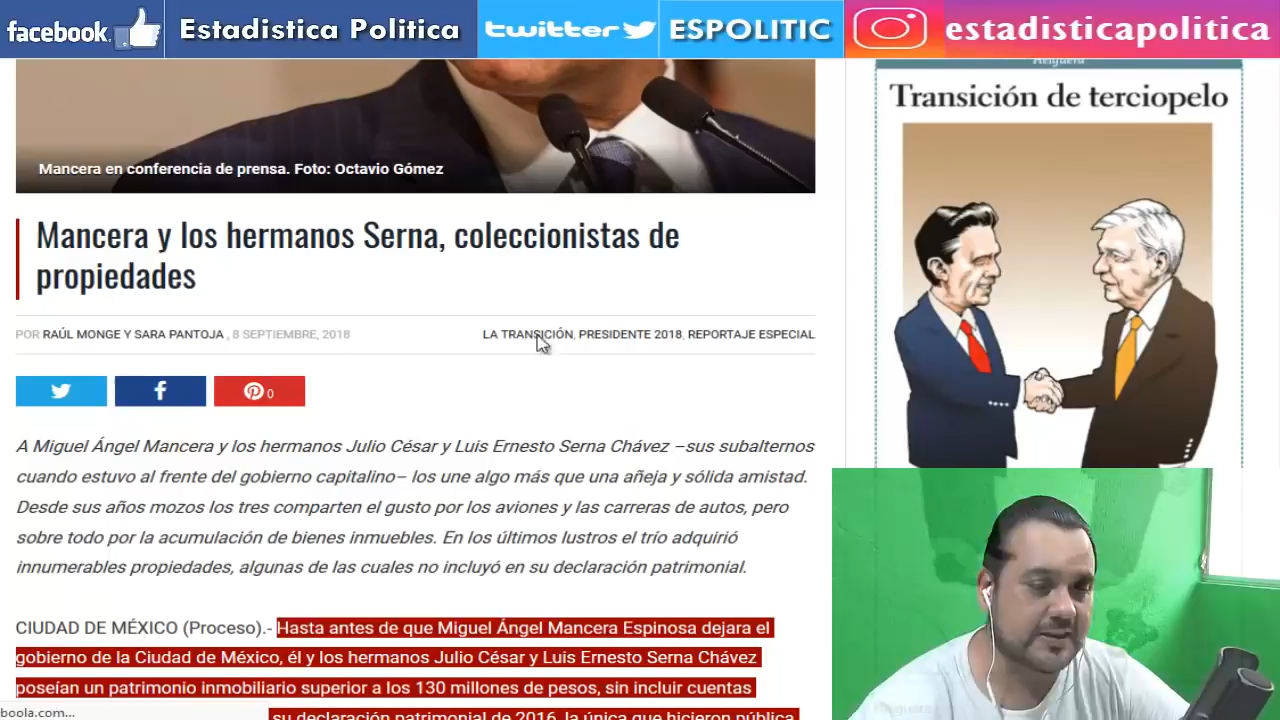 facebook. Estadistica Politica twitter ESPOLITIC estadisticapolitica
Mancera en conferencia de prensa. Foto: Octavio Gómez
Mancera y los hermanos Serna, coleccionistas de
propiedades
POR RAÚL MONGE Y SARA PANTOJA , 8 SEPTIEMBRE, 2018
LA TRANSICIÓN, PRESIDENTE 2018, REPORTAJE ESPECIAL
0
A Miguel Ángel Mancera y los hermanos Julio César y Luis Ernesto Serna Chávez –sus subalternos
cuando estuvo al frente del gobierno capitalino– los une algo más que una añeja y sólida amistad.
Desde sus años mozos los tres comparten el gusto por los aviones y las carreras de autos, pero
sobre todo por la acumulación de bienes inmuebles. En los últimos lustros el trío adquirió
innumerables propiedades, algunas de las cuales no incluyó en su declaración patrimonial.
CIUDAD DE MÉXICO (Proceso).- Hasta antes de que Miguel Ángel Mancera Espinosa dejara el
gobierno de la Ciudad de México, él y los hermanos Julio César y Luis Ernesto Serna Chávez
poseían un patrimonio inmobiliario superior a los 130 millones de pesos, sin incluir cuentas
su declaración patrimonial de 2016, la única que hicieron pública
boola.com...
Helguera
Transición de terciopelo